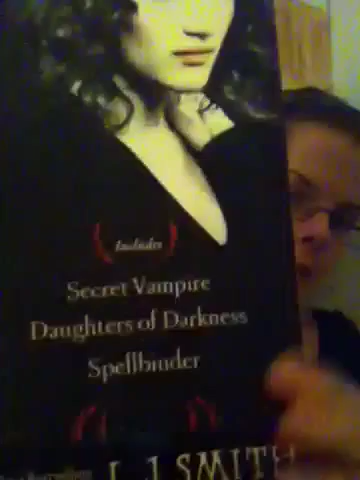 Includes
Secret Vampire
Daughters of Darkness
Spellbinder
L. J. SMITH